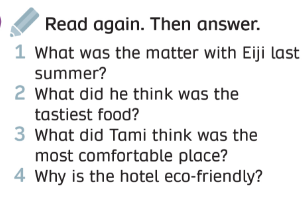 Read again. Then answer.
1 What was the matter with Eiji last
summer?
2 What did he think was the
tastiest food?
3 What did Tami think was the
most comfortable place?
4 Why is the hotel eco-friendly?